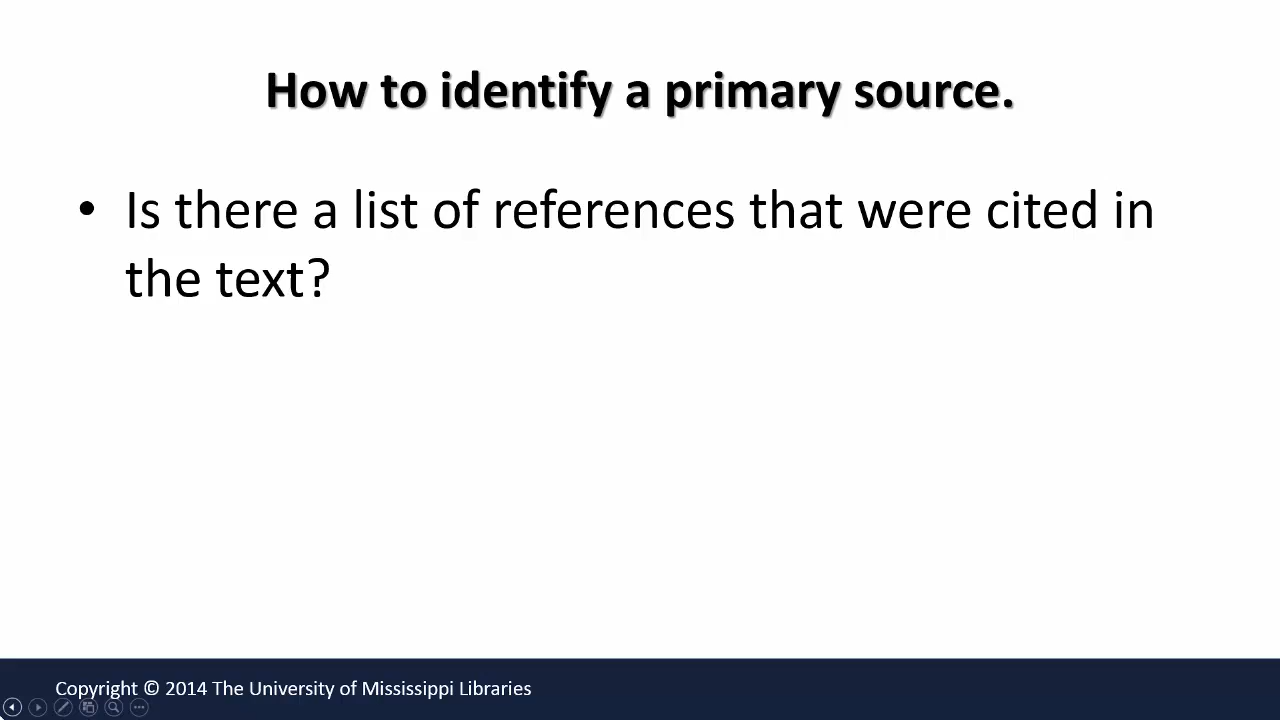 How to identify a primary source.
• Is there a list of references that were cited in
the text?
Copyright © 2014 The University of Mississippi Libraries